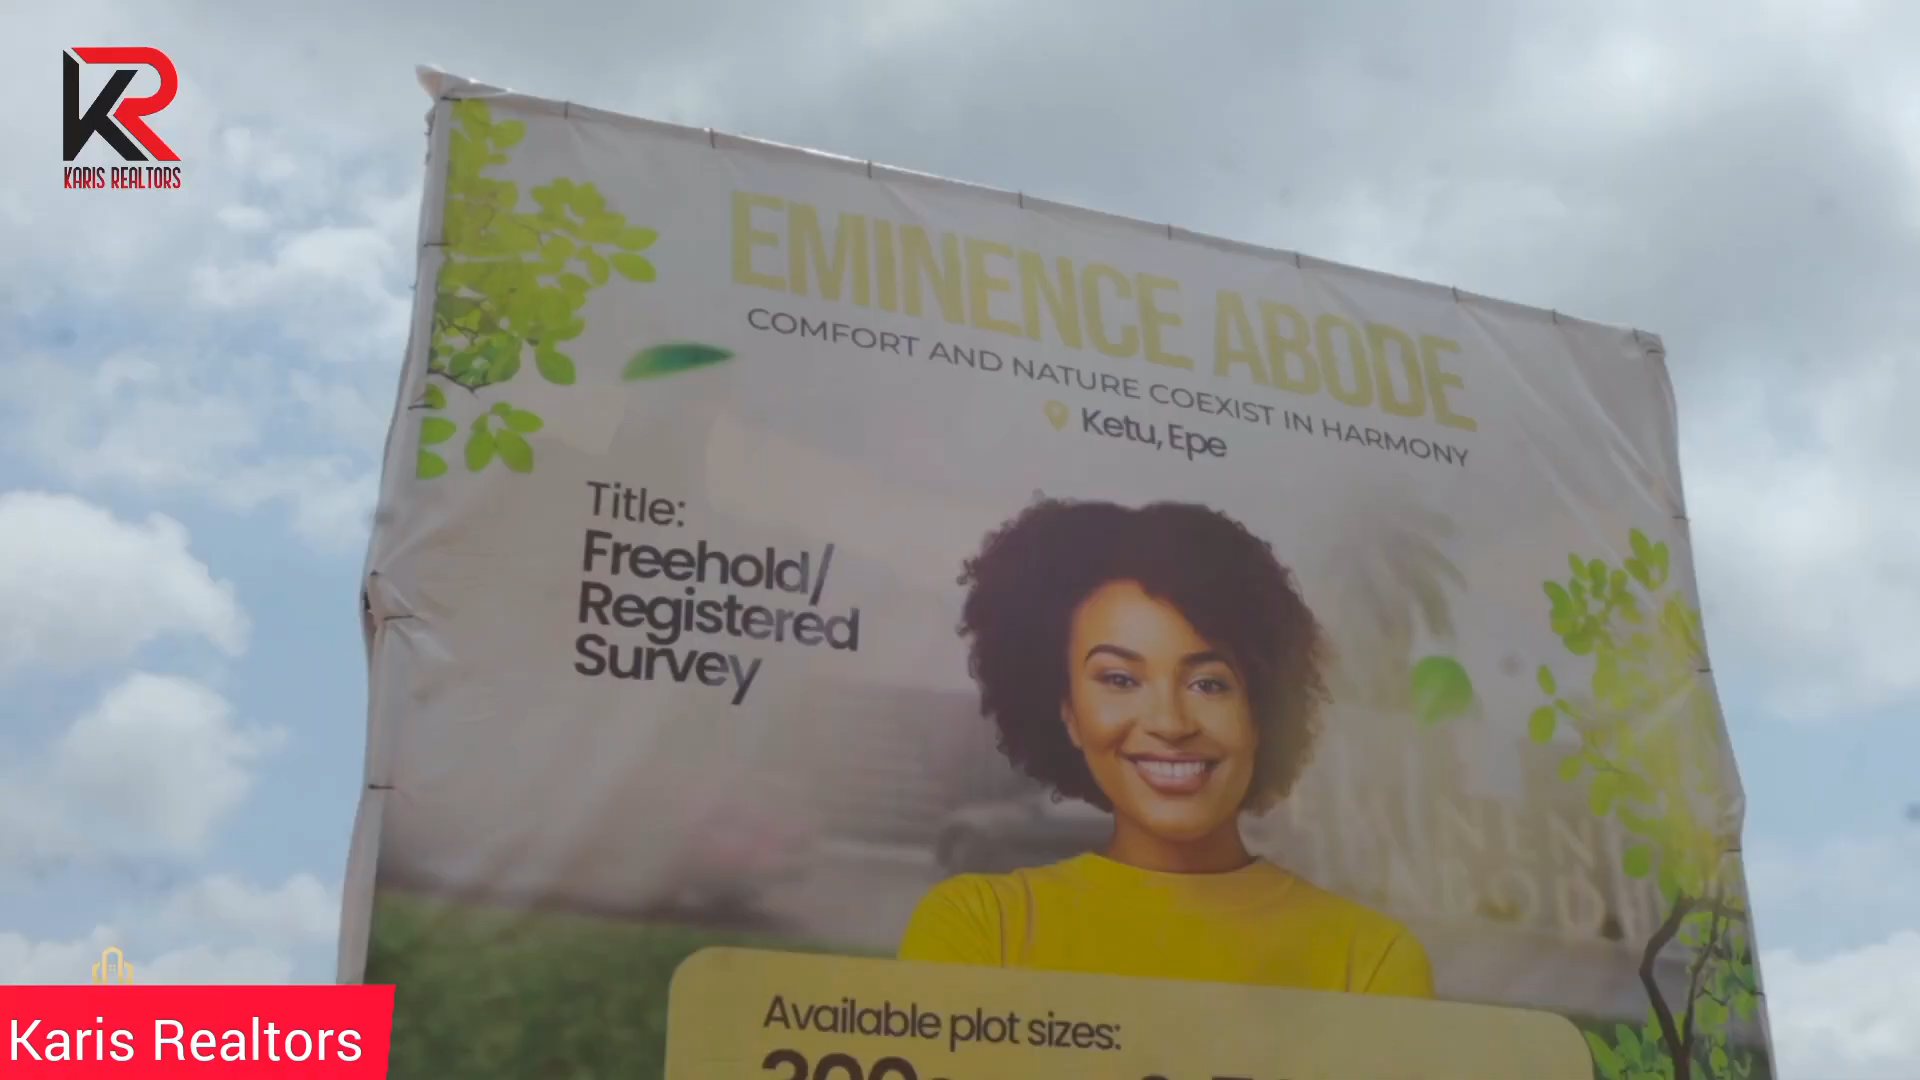 KR
KARIS REALTORS
EMINENCE ABODE
COMFORT AND NATURE COEXIST IN HARMONY
Ketu, Epe
Title:
Freehold/
Registered
Survey
Available plot sizes:
Karis Realtors